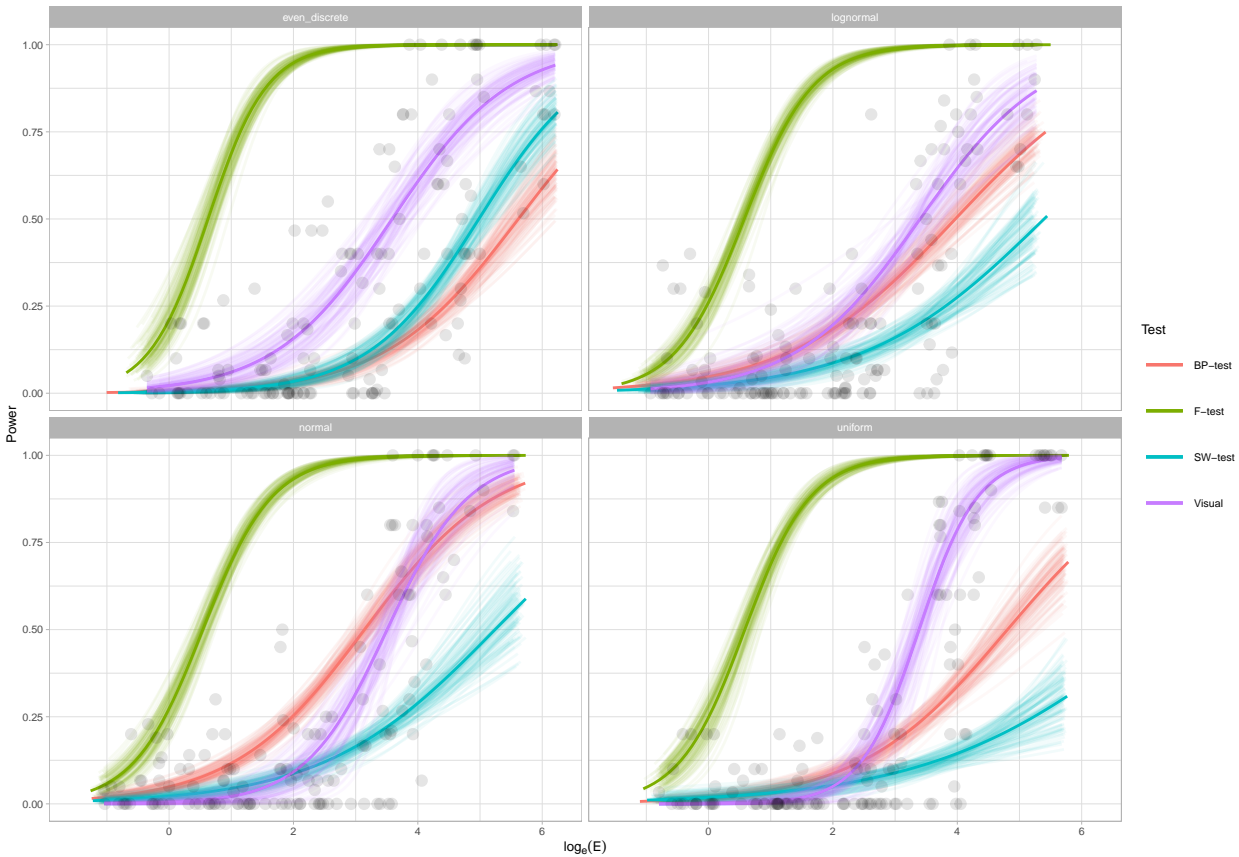 even_discrete
lognormal
1.00
0.75
0.50
0.25
0.00
Power
normal
uniform
1.00
0.75
0.50
0.25
0.00
0
2
4
6
0
2
4
6
logₑ(E)
Test
BP−test
F−test
SW−test
Visual